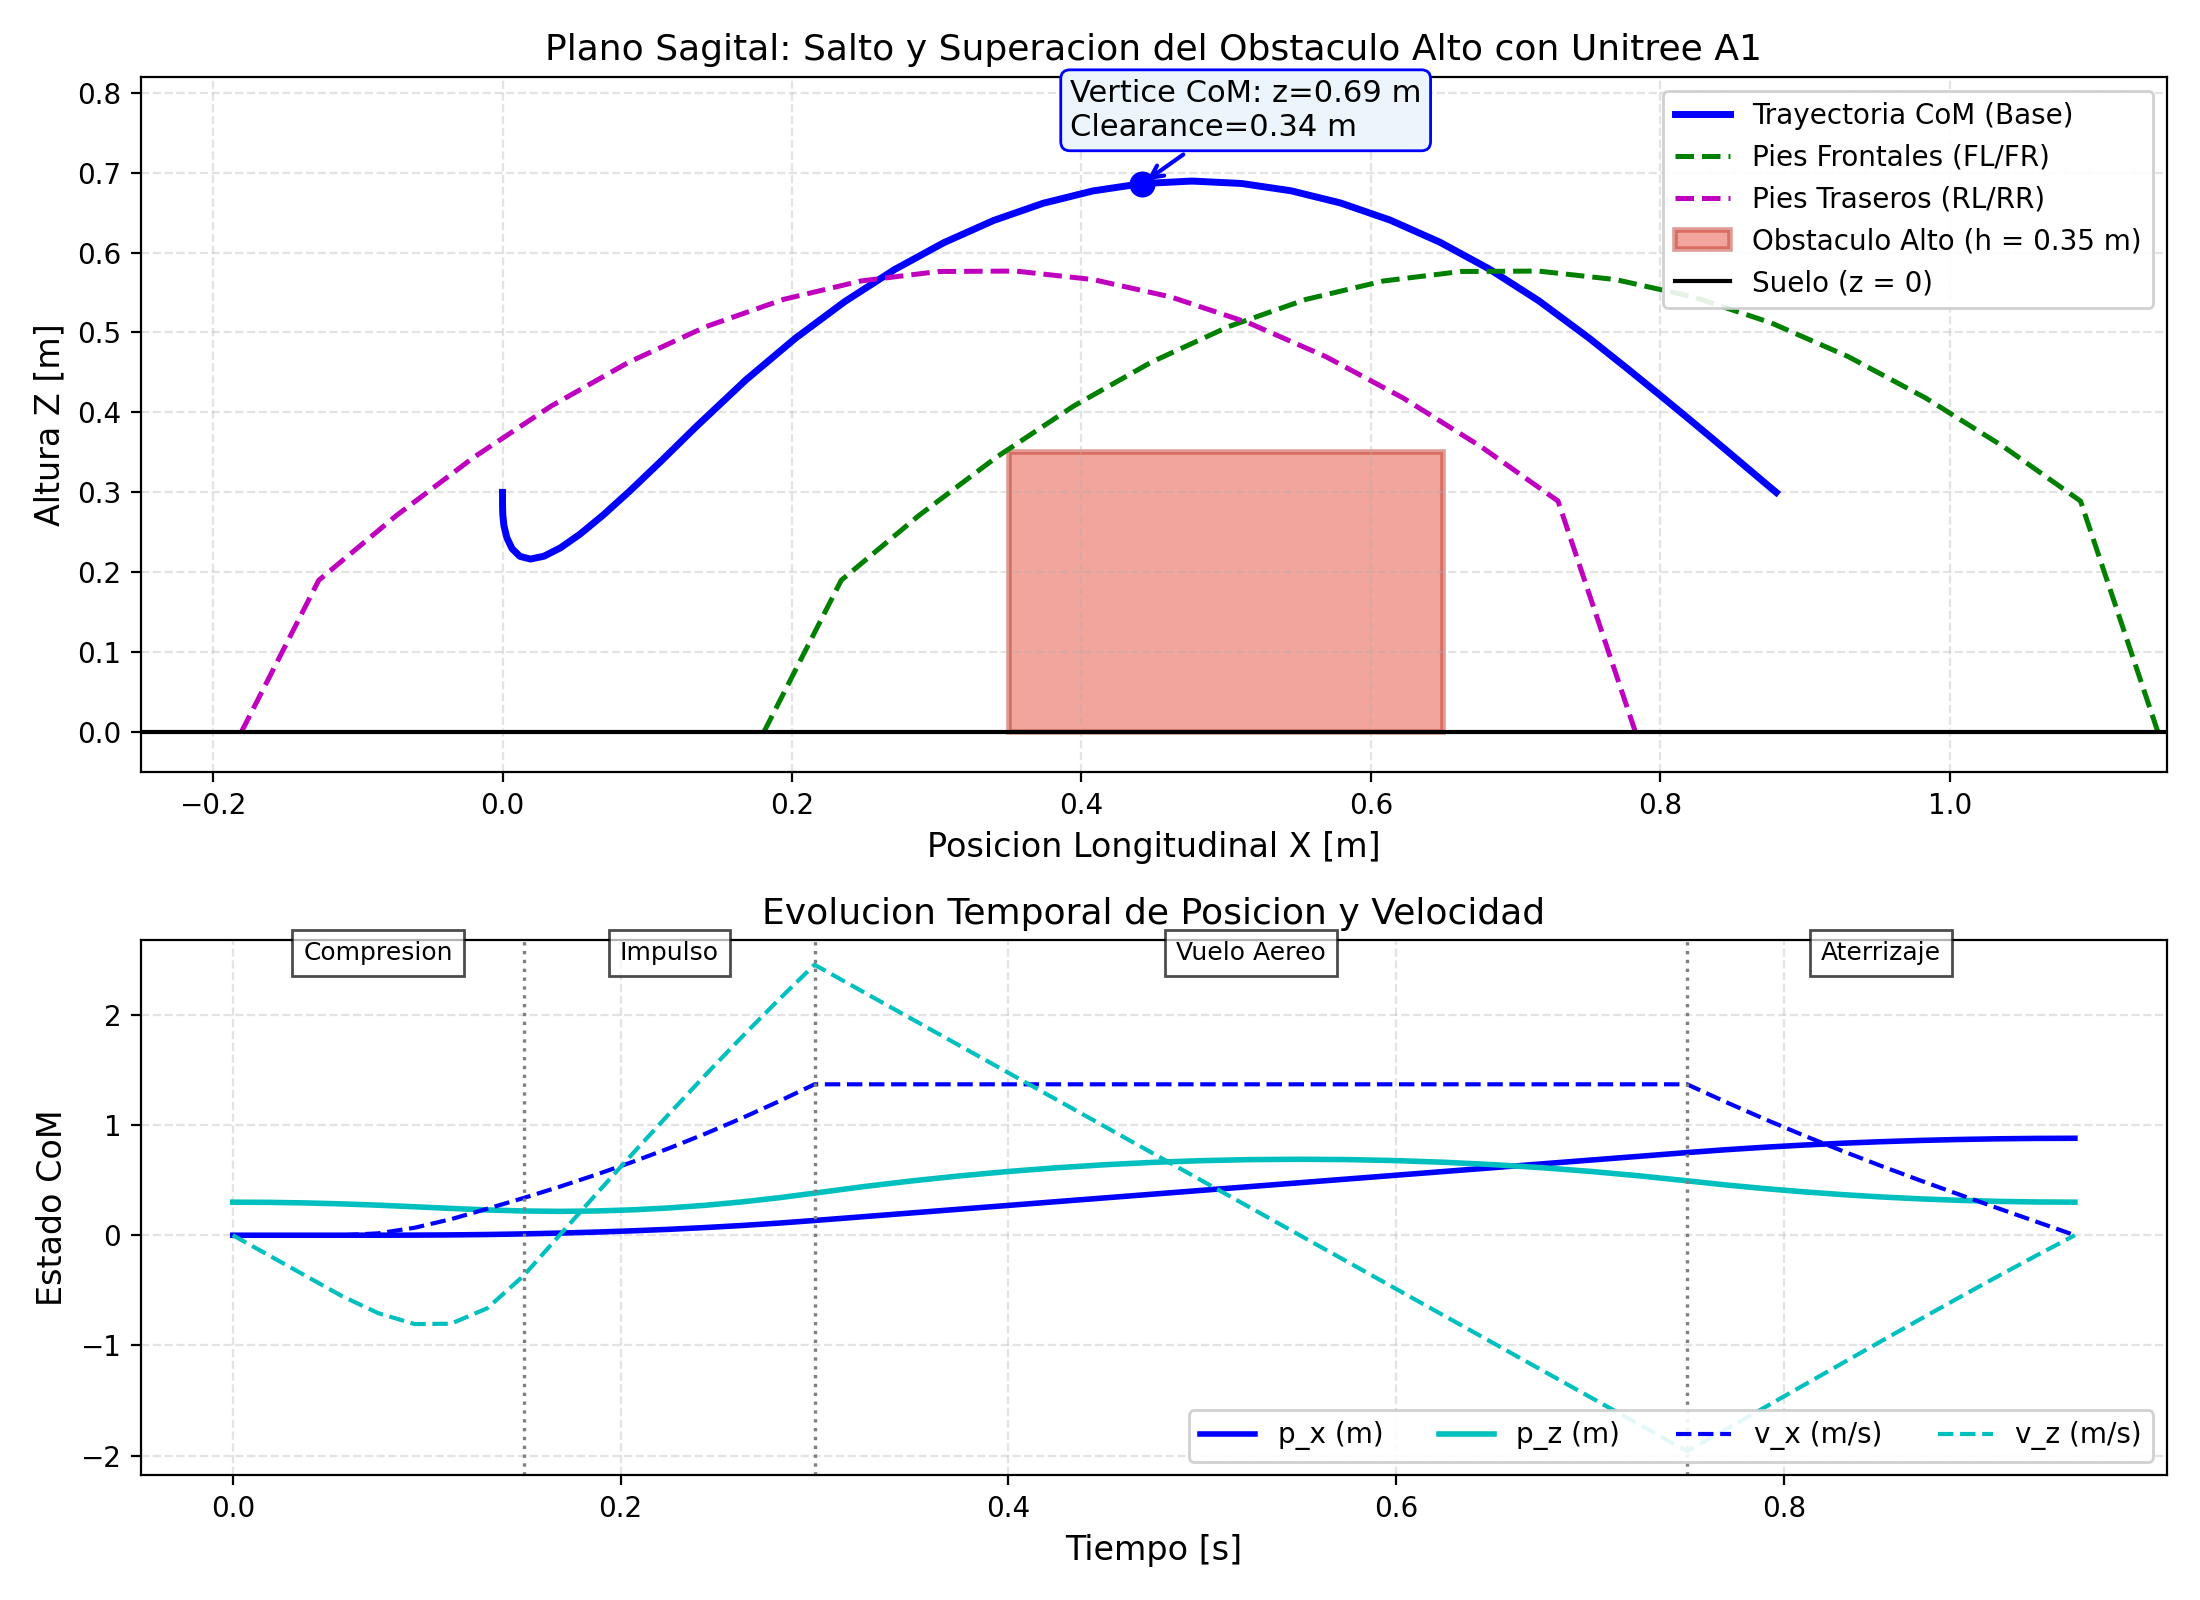 Plano Sagital: Salto y Superacion del Obstaculo Alto con Unitree A1
Vertice CoM: z=0.69 m
Clearance=0.34 m
Trayectoria CoM (Base)
Pies Frontales (FL/FR)
Pies Traseros (RL/RR)
Obstaculo Alto (h = 0.35 m)
Suelo (z = 0)
Altura Z [m]
0.8
0.7
0.6
0.5
0.4
0.3
0.2
0.1
0.0
−0.2
0.0
0.2
0.4
0.6
0.8
1.0
Posicion Longitudinal X [m]
Evolucion Temporal de Posicion y Velocidad
Compresion
Impulso
Vuelo Aereo
Aterrizaje
Estado CoM
2
1
0
−1
−2
p_x (m)
p_z (m)
v_x (m/s)
v_z (m/s)
0.0
0.2
0.4
0.6
0.8
Tiempo [s]